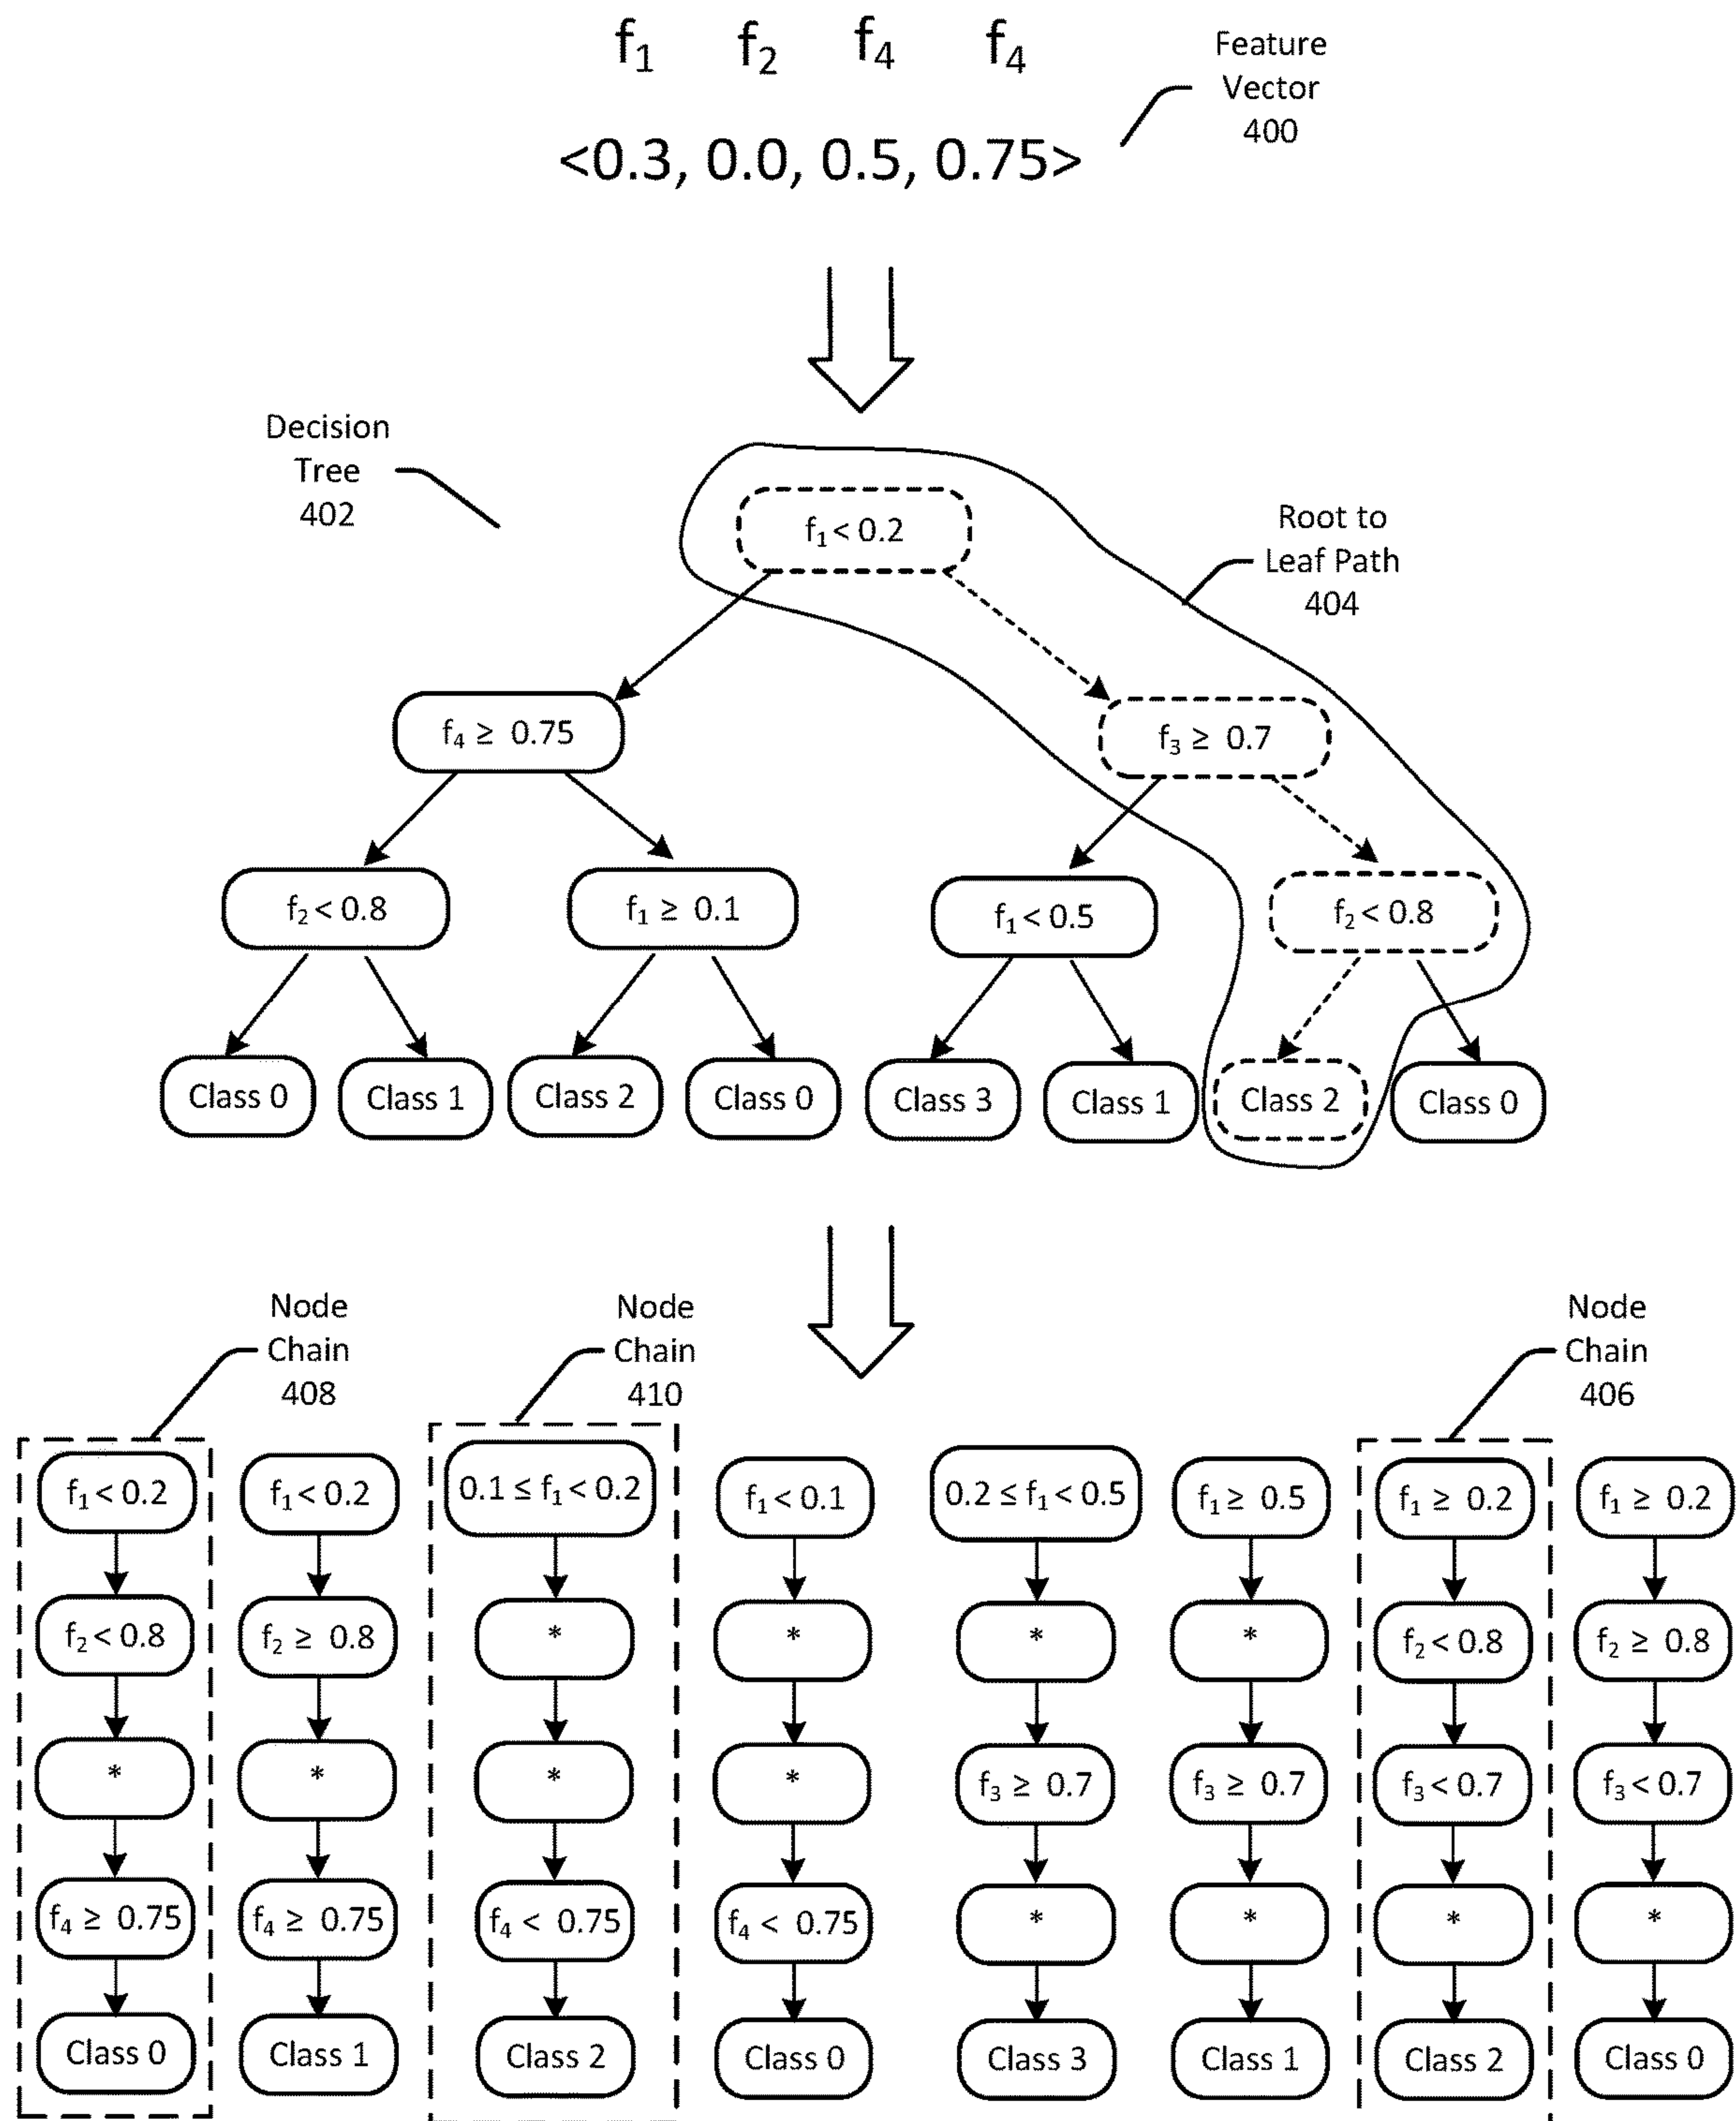 f₁ f₂ f₄ f₄
Feature
Vector
400
<0.3, 0.0, 0.5, 0.75>
Decision
Tree
402
Root to
Leaf Path
404
f₁ < 0.2
f₄ ≥ 0.75
f₃ ≥ 0.7
f₂ < 0.8
f₁ ≥ 0.1
f₁ < 0.5
f₂ < 0.8
Class 0
Class 1
Class 2
Class 0
Class 3
Class 1
Class 2
Class 0
Node
Chain
408
Node
Chain
410
Node
Chain
406
f₁ < 0.2
f₂ < 0.8
*
f₄ ≥ 0.75
Class 0
f₁ < 0.2
f₂ ≥ 0.8
*
f₄ ≥ 0.75
Class 1
0.1 ≤ f₁ < 0.2
*
*
f₄ < 0.75
Class 2
f₁ < 0.1
*
*
f₄ < 0.75
Class 0
0.2 ≤ f₁ < 0.5
*
f₃ ≥ 0.7
*
Class 3
f₁ ≥ 0.5
*
f₃ ≥ 0.7
*
Class 1
f₁ ≥ 0.2
f₂ < 0.8
f₃ < 0.7
*
Class 2
f₁ ≥ 0.2
f₂ ≥ 0.8
f₃ < 0.7
*
Class 0